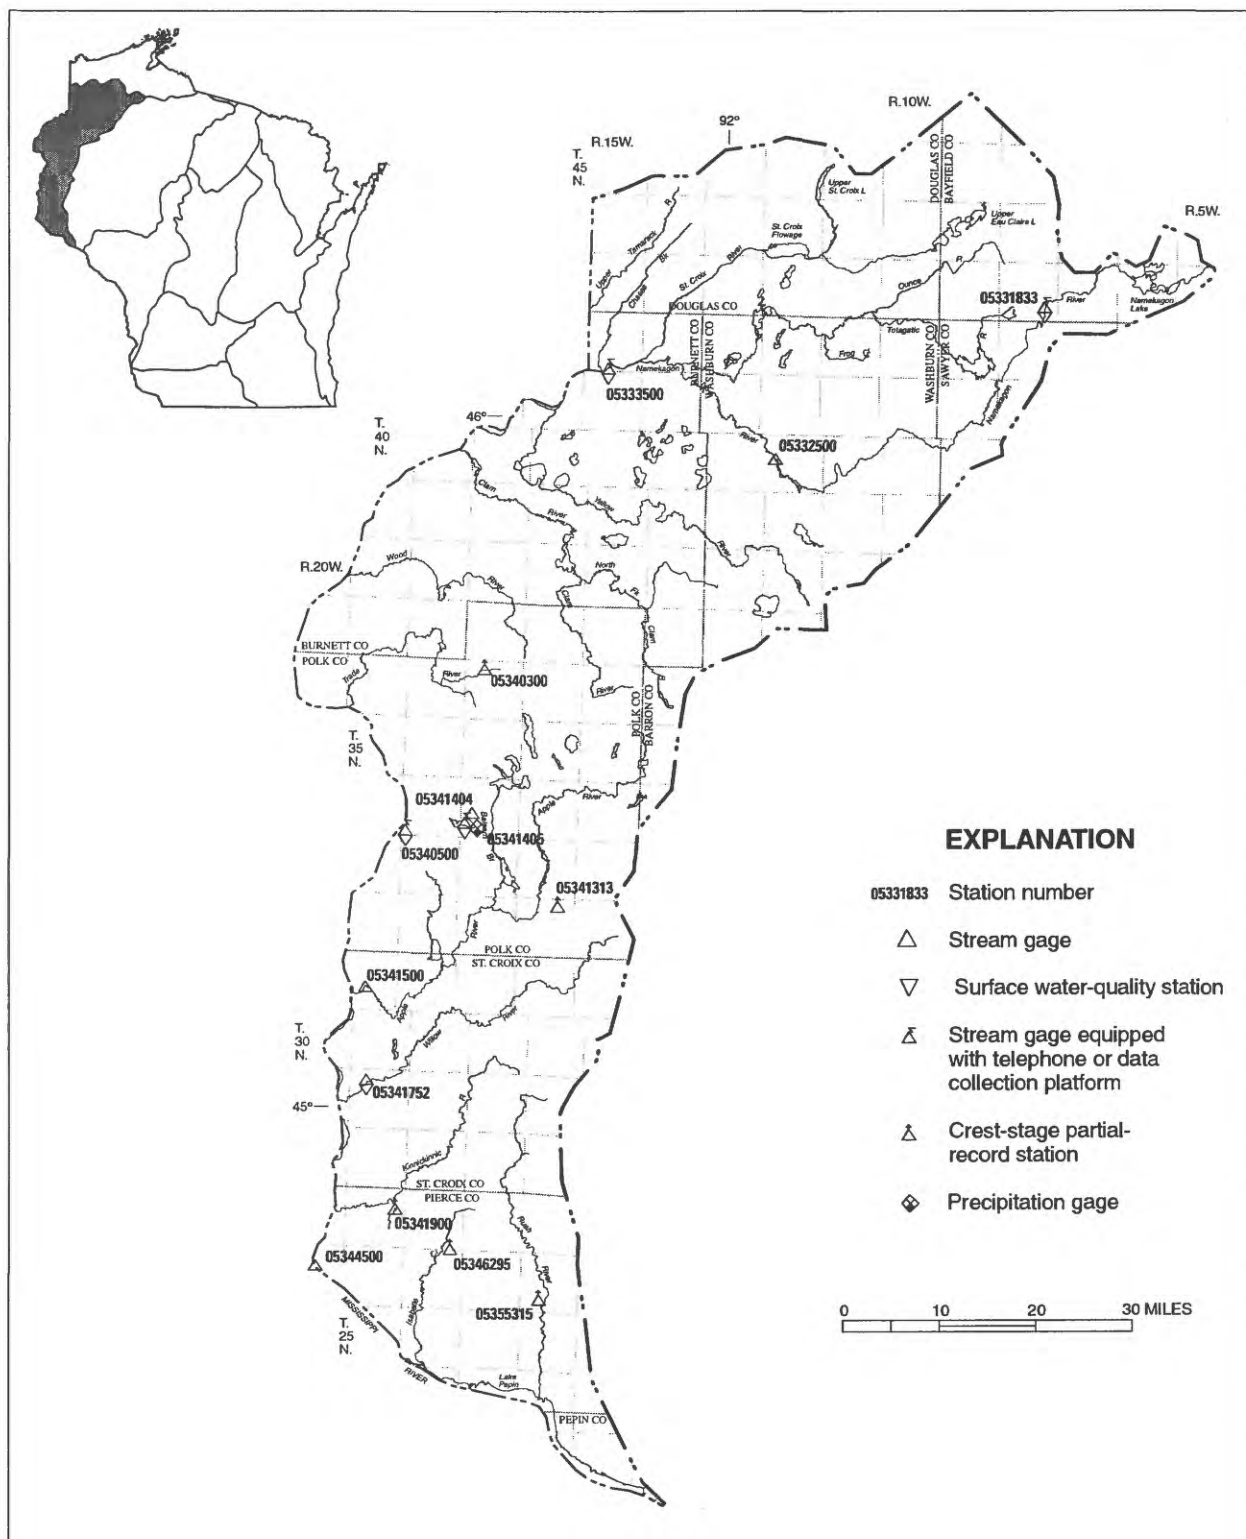 R.10W.
92°
R.15W.
T.
45
N.
DOUGLAS CO
BAYFIELD CO
Upper
St. Croix L
R.5W.
Upper
Eau Claire L
St. Croix
Flowage
Upper
Tamarack
R
Chases
Bk
St. Croix
River
Ounce
R
05331833
River
Namekagon
Lake
DOUGLAS CO
BURNETT CO
WASHBURN CO
Totagatic
R
Frog
WASHBURN CO
SAWYER CO
Namekagon
Namekagon
05333500
46°
T.
40
N.
River
05332500
Clam
River
Yellow
River
R.20W.
Wood
River
North
Fk
Clam
Clam
River
BURNETT CO
POLK CO
Trade
River
05340300
POLK CO
BARRON CO
T.
35
N.
05341404
05341405
05340500
Apple
River
05341313
River
POLK CO
ST. CROIX CO
05341500
Apple
Willow
River
T.
30
N.
05341752
45°
R
Kinnickinnic
ST. CROIX CO
PIERCE CO
05341900
05344500
05346295
Rush
River
05355315
Isabelle
MISSISSIPPI
RIVER
T.
25
N.
Lake
Pepin
PEPIN CO
EXPLANATION
05331833 Station number
Stream gage
Surface water-quality station
Stream gage equipped
with telephone or data
collection platform
Crest-stage partial-
record station
Precipitation gage
0 10 20 30 MILES